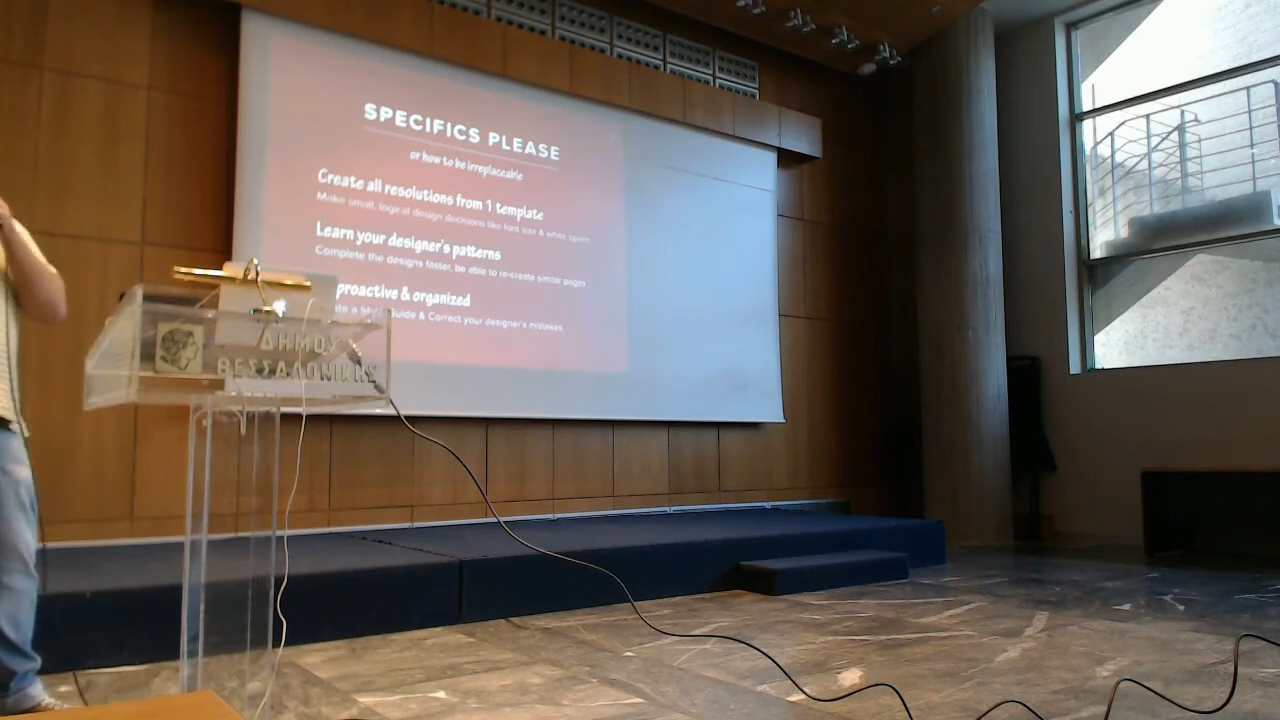 SPECIFICS PLEASE
or how to be irreplaceable
Create all resolutions from 1 template
Make small, logical design decisions like font size & white space
Learn your designer's patterns
Complete the designs faster, be able to re-create similar pages
proactive & organized
Guide & Correct your designer's mistakes
ΔΗΜΟΣ
ΘΕΣΣΑΛΟΝΙΚΗΣ